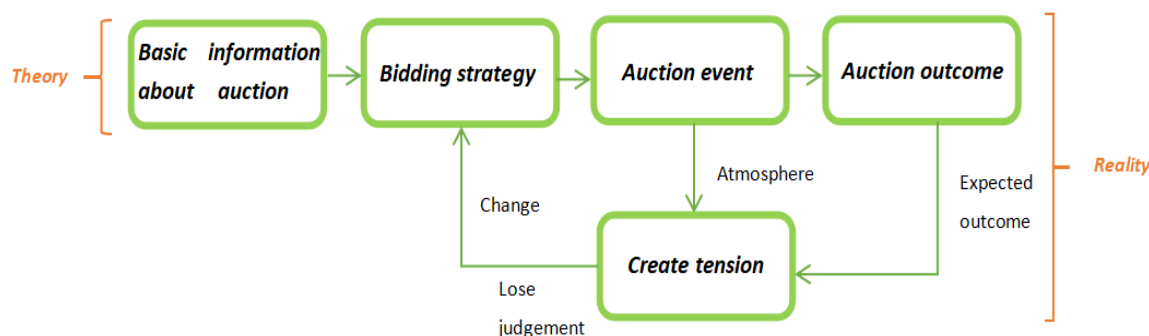 Theory
Basic information
about auction
Bidding strategy
Auction event
Auction outcome
Reality
Change
Atmosphere
Expected
outcome
Create tension
Lose
judgement